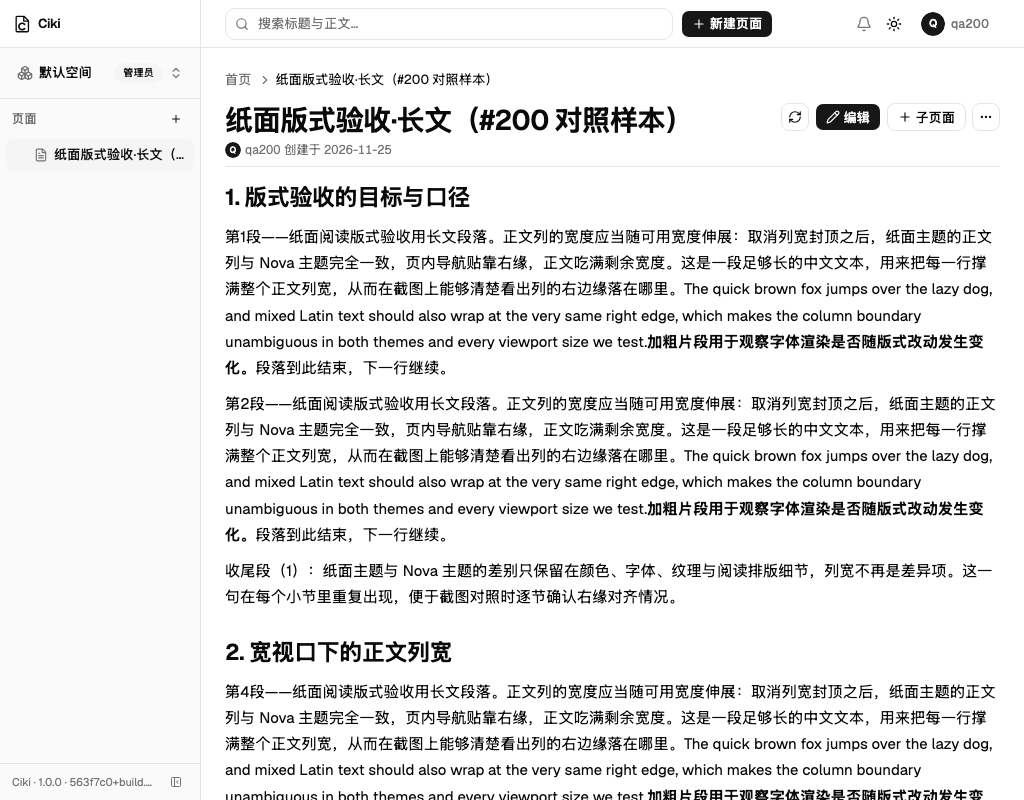 Ciki
搜索标题与正文...
新建页面
Q qa200
默认空间 管理员
页面
纸面版式验收·长文（...
首页 > 纸面版式验收·长文（#200 对照样本）
纸面版式验收·长文（#200 对照样本）
编辑
子页面
Q qa200 创建于 2026-11-25
1. 版式验收的目标与口径
第1段——纸面阅读版式验收用长文段落。正文列的宽度应当随可用宽度伸展：取消列宽封顶之后，纸面主题的正文
列与 Nova 主题完全一致，页内导航贴靠右缘，正文吃满剩余宽度。这是一段足够长的中文文本，用来把每一行撑
满整个正文列宽，从而在截图上能够清楚看出列的右边缘落在哪里。The quick brown fox jumps over the lazy dog,
and mixed Latin text should also wrap at the very same right edge, which makes the column boundary
unambiguous in both themes and every viewport size we test.加粗片段用于观察字体渲染是否随版式改动发生变
化。段落到此结束，下一行继续。
第2段——纸面阅读版式验收用长文段落。正文列的宽度应当随可用宽度伸展：取消列宽封顶之后，纸面主题的正文
列与 Nova 主题完全一致，页内导航贴靠右缘，正文吃满剩余宽度。这是一段足够长的中文文本，用来把每一行撑
满整个正文列宽，从而在截图上能够清楚看出列的右边缘落在哪里。The quick brown fox jumps over the lazy dog,
and mixed Latin text should also wrap at the very same right edge, which makes the column boundary
unambiguous in both themes and every viewport size we test.加粗片段用于观察字体渲染是否随版式改动发生变
化。段落到此结束，下一行继续。
收尾段（1）：纸面主题与 Nova 主题的差别只保留在颜色、字体、纹理与阅读排版细节，列宽不再是差异项。这一
句在每个小节里重复出现，便于截图对照时逐节确认右缘对齐情况。
2. 宽视口下的正文列宽
第4段——纸面阅读版式验收用长文段落。正文列的宽度应当随可用宽度伸展：取消列宽封顶之后，纸面主题的正文
列与 Nova 主题完全一致，页内导航贴靠右缘，正文吃满剩余宽度。这是一段足够长的中文文本，用来把每一行撑
满整个正文列宽，从而在截图上能够清楚看出列的右边缘落在哪里。The quick brown fox jumps over the lazy dog,
and mixed Latin text should also wrap at the very same right edge, which makes the column boundary
unambiguous in both themes and every viewport size we test.加粗片段用于观察字体渲染是否随版式改动发生变
Ciki · 1.0.0 · 563f7c0+build....